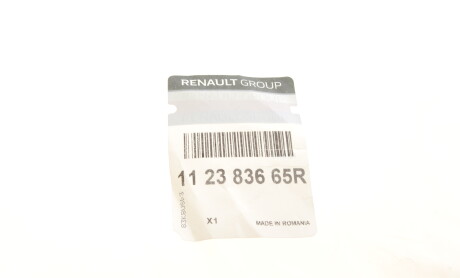 RENAULT GROUP
11 23 836 65R
X1
MADE IN ROMANIA